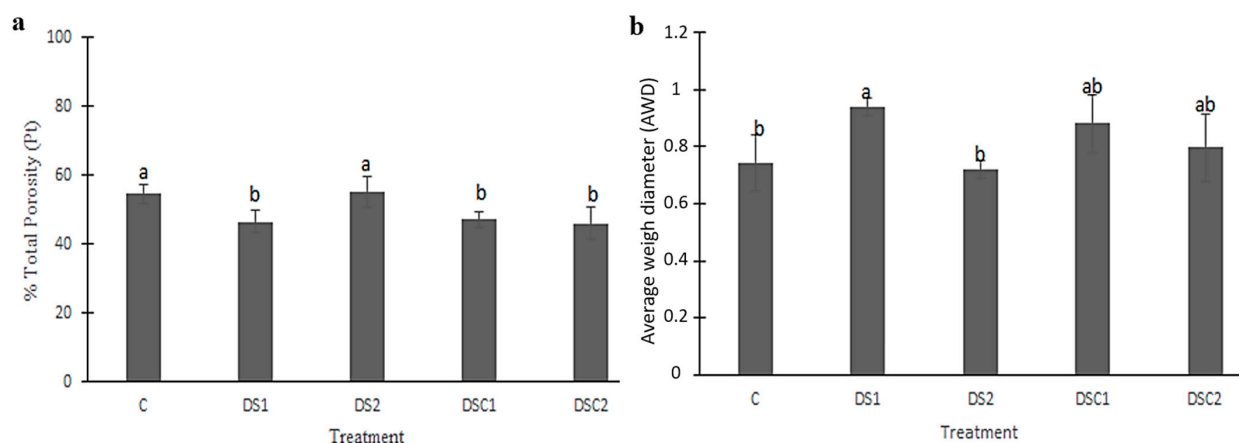 a
% Total Porosity (Pt)
100
80
60
40
20
0
a
b
a
b
b
C DS1 DS2 DSC1 DSC2
Treatment
b
Average weigh diameter (AWD)
1.2
1
0.8
0.6
0.4
0.2
0
b
a
b
ab
ab
C DS1 DS2 DSC1 DSC2
Treatment